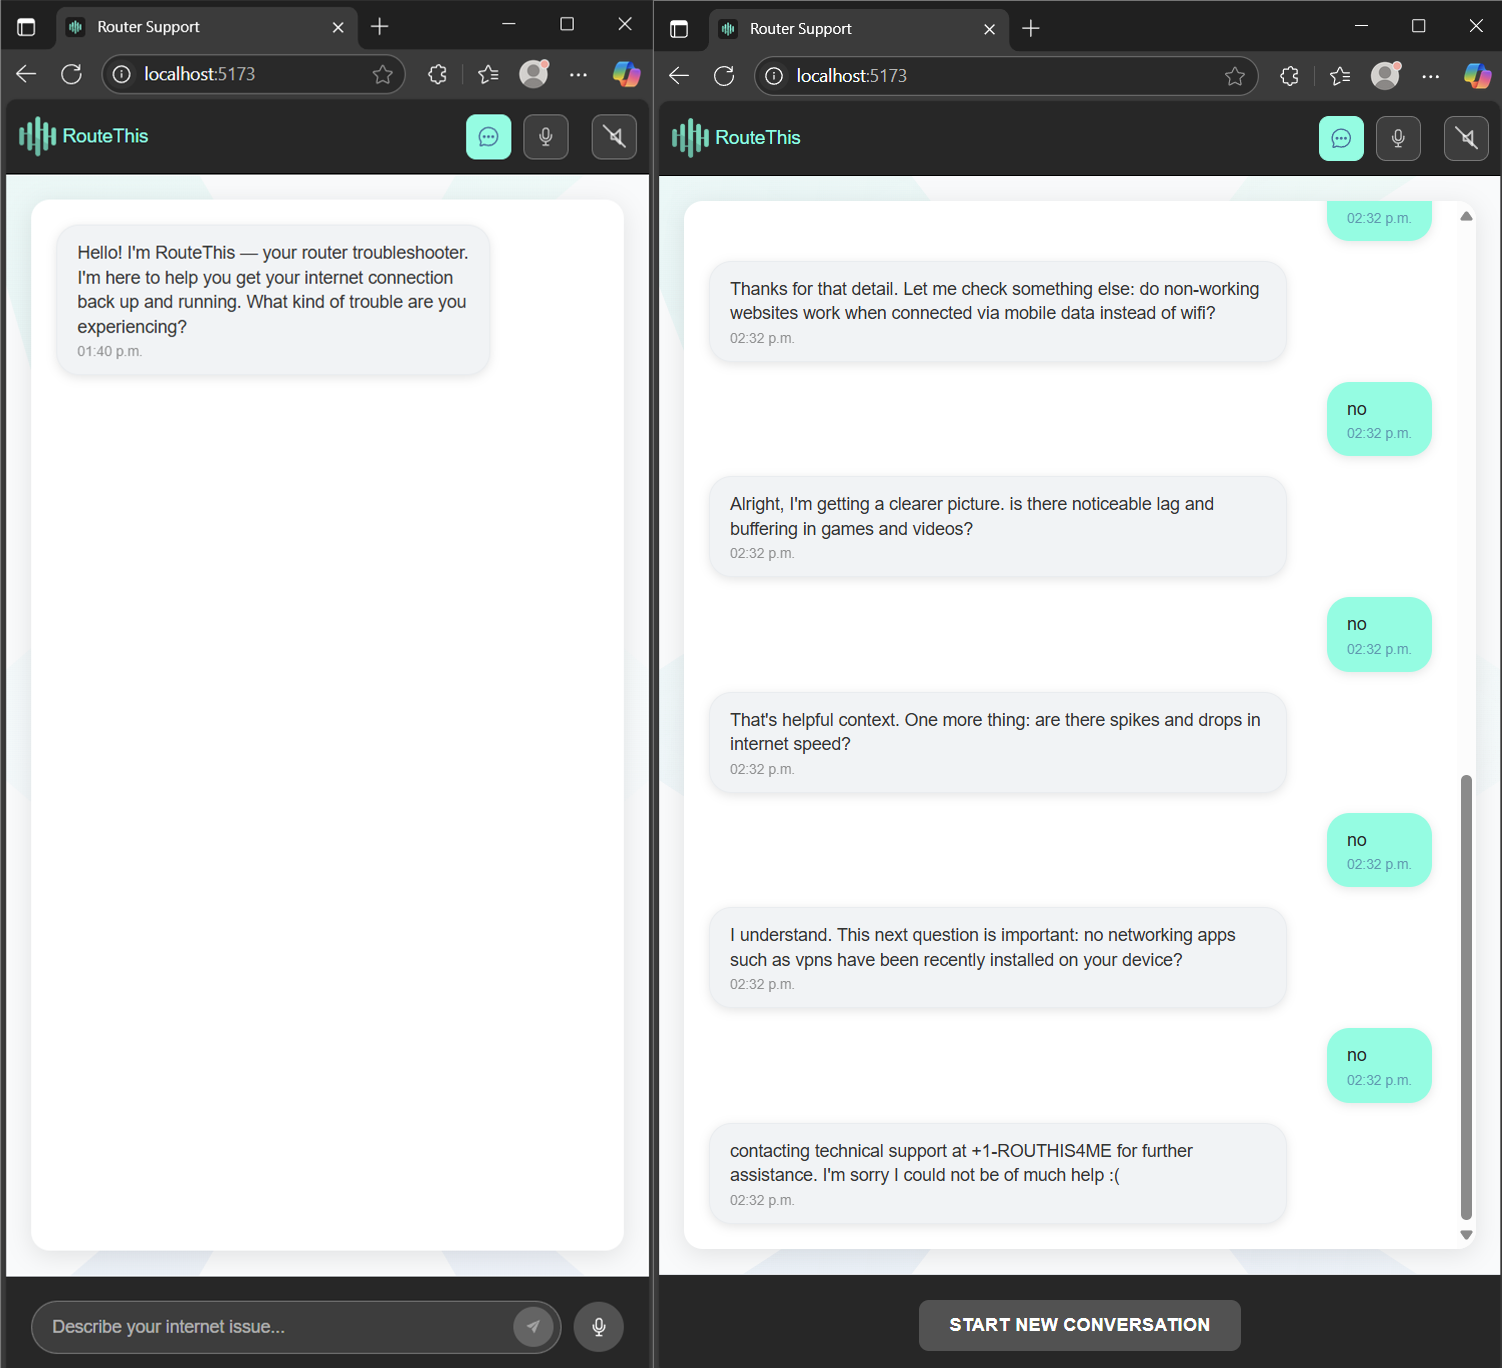 Router Support
localhost:5173
RouteThis
Hello! I'm RouteThis — your router troubleshooter.
I'm here to help you get your internet connection
back up and running. What kind of trouble are you
experiencing?
01:40 p.m.
Describe your internet issue...
Router Support
localhost:5173
RouteThis
02:32 p.m.
Thanks for that detail. Let me check something else: do non-working
websites work when connected via mobile data instead of wifi?
02:32 p.m.
no
02:32 p.m.
Alright, I'm getting a clearer picture. is there noticeable lag and
buffering in games and videos?
02:32 p.m.
no
02:32 p.m.
That's helpful context. One more thing: are there spikes and drops in
internet speed?
02:32 p.m.
no
02:32 p.m.
I understand. This next question is important: no networking apps
such as vpns have been recently installed on your device?
02:32 p.m.
no
02:32 p.m.
contacting technical support at +1-ROUTHIS4ME for further
assistance. I'm sorry I could not be of much help :(
02:32 p.m.
START NEW CONVERSATION